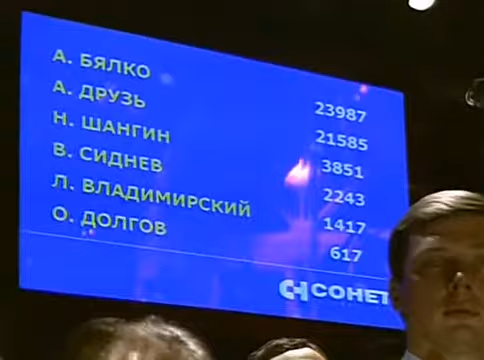 А. БЯЛКО 23987
А. ДРУЗЬ 21585
Н. ШАНГИН 3851
В. СИДНЕВ 2243
Л. ВЛАДИМИРСКИЙ 1417
О. ДОЛГОВ 617
СОНЕТ